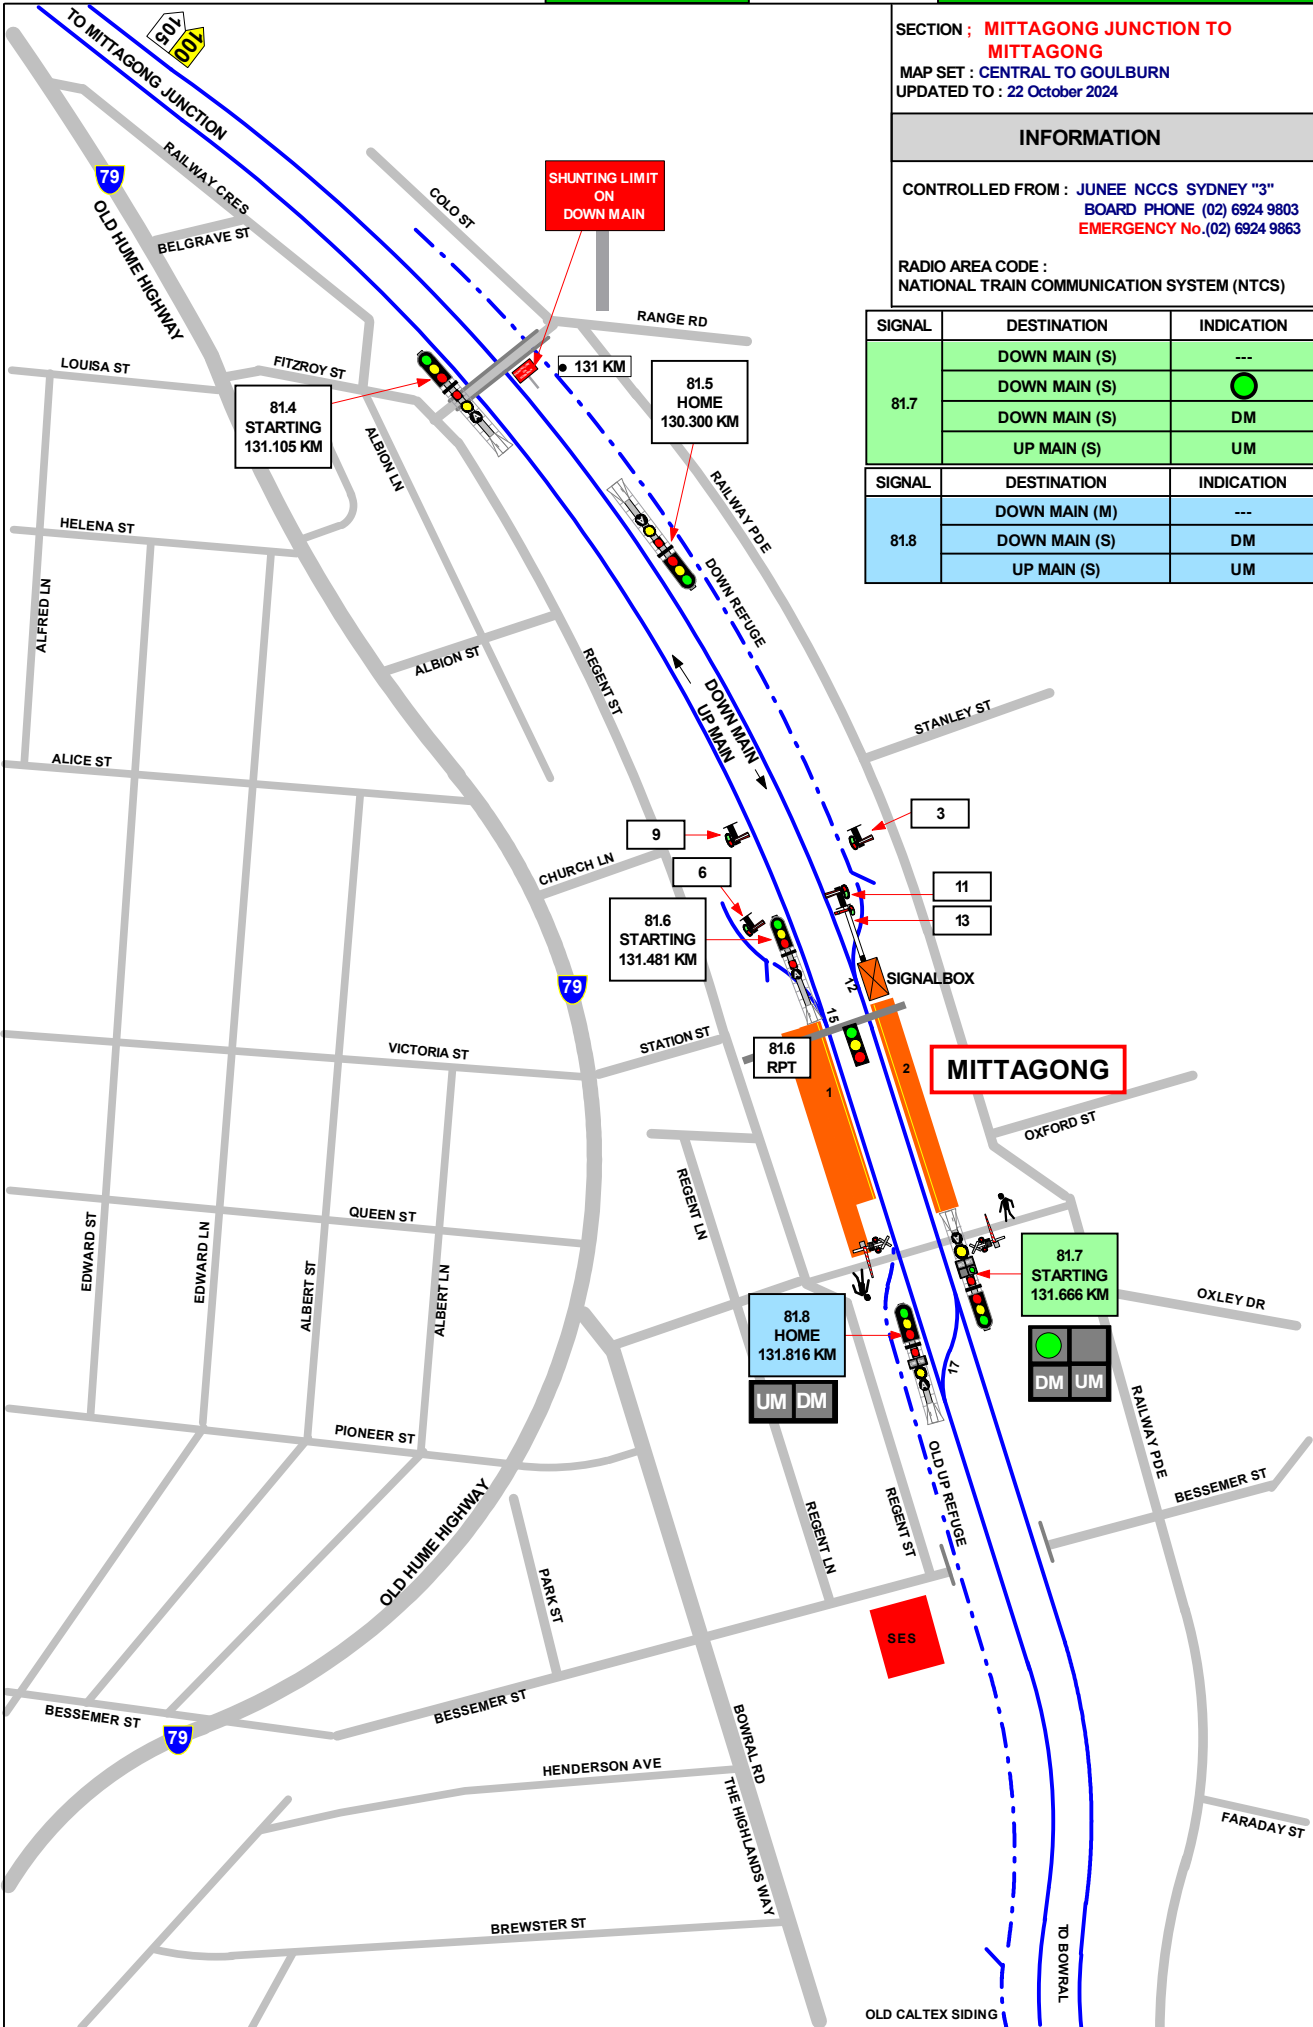 SECTION ; MITTAGONG JUNCTION TO
MITTAGONG
MAP SET : CENTRAL TO GOULBURN
UPDATED TO : 22 October 2024
INFORMATION
CONTROLLED FROM : JUNEE NCCS SYDNEY "3"
BOARD PHONE (02) 6924 9803
EMERGENCY No.(02) 6924 9863
RADIO AREA CODE :
NATIONAL TRAIN COMMUNICATION SYSTEM (NTCS)
SIGNAL DESTINATION INDICATION
81.7
DOWN MAIN (S) ---
DOWN MAIN (S)
DOWN MAIN (S) DM
UP MAIN (S) UM
SIGNAL DESTINATION INDICATION
81.8
DOWN MAIN (M) ---
DOWN MAIN (S) DM
UP MAIN (S) UM
105
100
TO MITTAGONG JUNCTION
79
OLD HUME HIGHWAY
RAILWAY CRES
BELGRAVE ST
COLO ST
SHUNTING LIMIT
ON
DOWN MAIN
RANGE RD
131 KM
LOUISA ST
FITZROY ST
81.4
STARTING
131.105 KM
81.5
HOME
130.300 KM
ALBION LN
RAILWAY PDE
HELENA ST
ALFRED LN
DOWN REFUGE
ALBION ST
REGENT ST
DOWN MAIN
UP MAIN
STANLEY ST
ALICE ST
9
3
CHURCH LN
6
11
13
81.6
STARTING
131.481 KM
SIGNALBOX
12
79
15
STATION ST
VICTORIA ST
81.6
RPT
1
2
MITTAGONG
OXFORD ST
REGENT LN
QUEEN ST
EDWARD ST
EDWARD LN
ALBERT ST
ALBERT LN
81.7
STARTING
131.666 KM
OXLEY DR
81.8
HOME
131.816 KM
DM UM
UM DM
17
PIONEER ST
RAILWAY PDE
OLD UP REFUGE
BESSEMER ST
REGENT ST
REGENT LN
OLD HUME HIGHWAY
PARK ST
SES
BESSEMER ST
BESSEMER ST
79
BOWRAL RD
HENDERSON AVE
THE HIGHLANDS WAY
FARADAY ST
BREWSTER ST
TO BOWRAL
OLD CALTEX SIDING